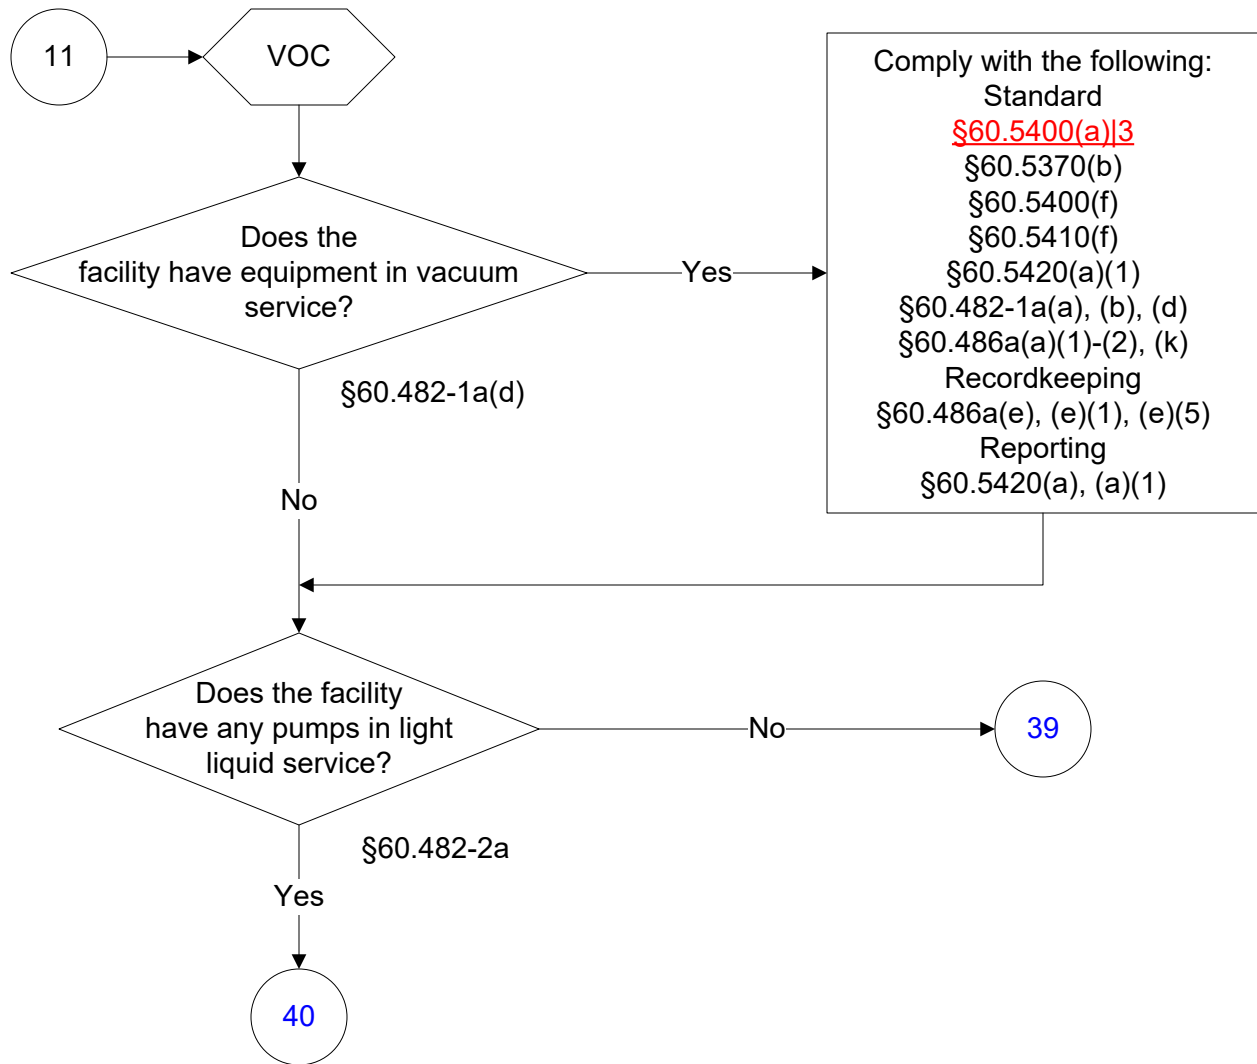 11
VOC
Comply with the following:
Standard
§60.5400(a)|3
§60.5370(b)
§60.5400(f)
§60.5410(f)
§60.5420(a)(1)
§60.482-1a(a), (b), (d)
§60.486a(a)(1)-(2), (k)
Recordkeeping
§60.486a(e), (e)(1), (e)(5)
Reporting
§60.5420(a), (a)(1)
Does the
facility have equipment in vacuum
service?
Yes
§60.482-1a(d)
No
Does the facility
have any pumps in light
liquid service?
No
39
§60.482-2a
Yes
40